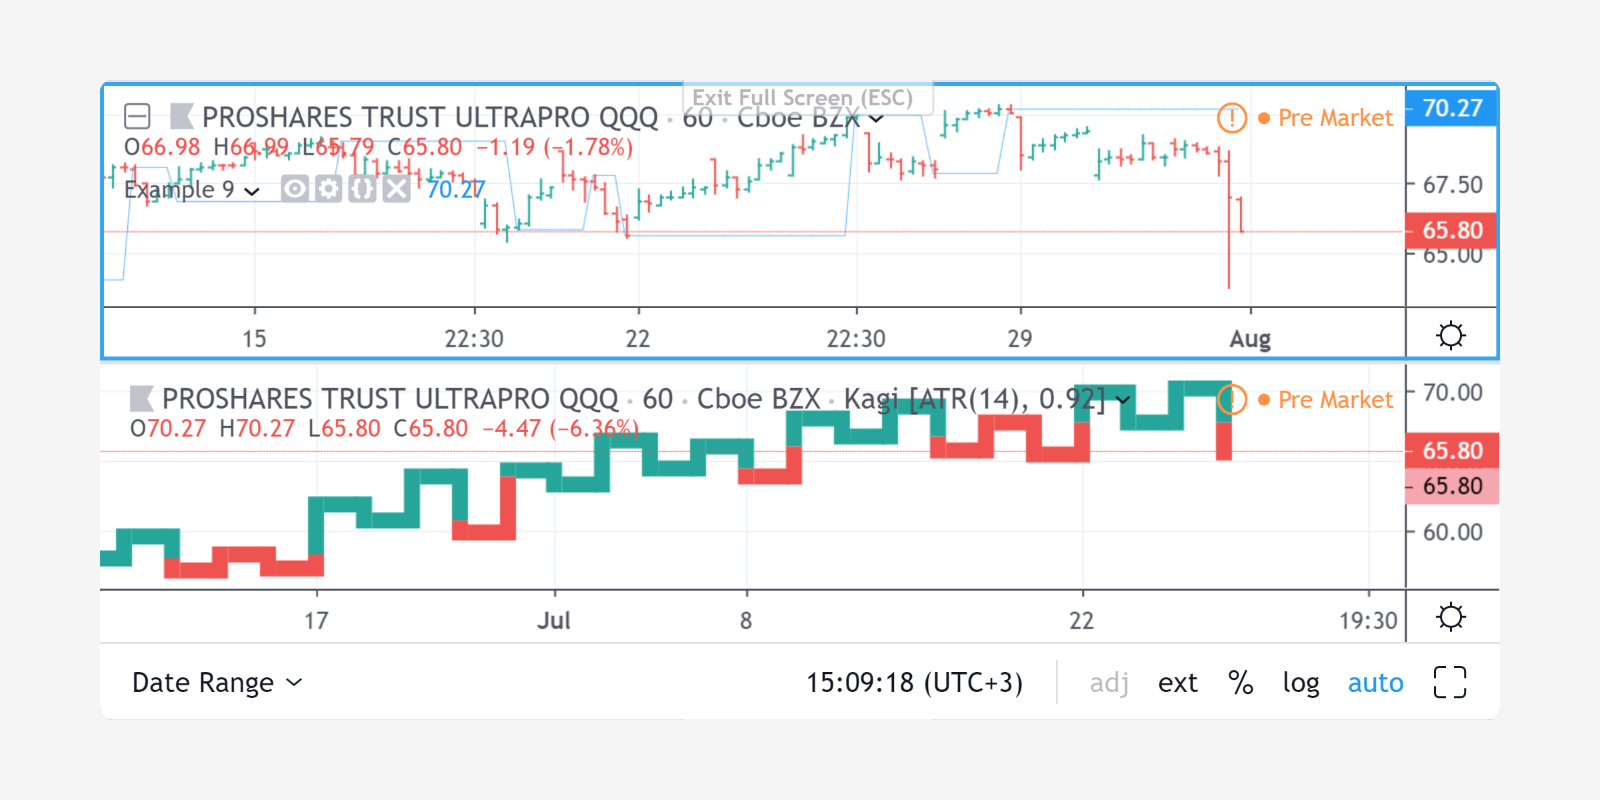 Exit Full Screen (ESC)
PROSHARES TRUST ULTRAPRO QQQ · 60 · Cboe BZX
Pre Market
70.27
O66.98 H66.99 L65.79 C65.80 −1.19 (−1.78%)
Example 9 {} 70.27
67.50
65.80
65.00
15 22:30 22 22:30 29 Aug
PROSHARES TRUST ULTRAPRO QQQ · 60 · Cboe BZX · Kagi [ATR(14), 0.92]
Pre Market
70.00
O70.27 H70.27 L65.80 C65.80 −4.47 (−6.36%)
65.80
65.80
60.00
17 Jul 8 22 19:30
Date Range 15:09:18 (UTC+3) adj ext % log auto